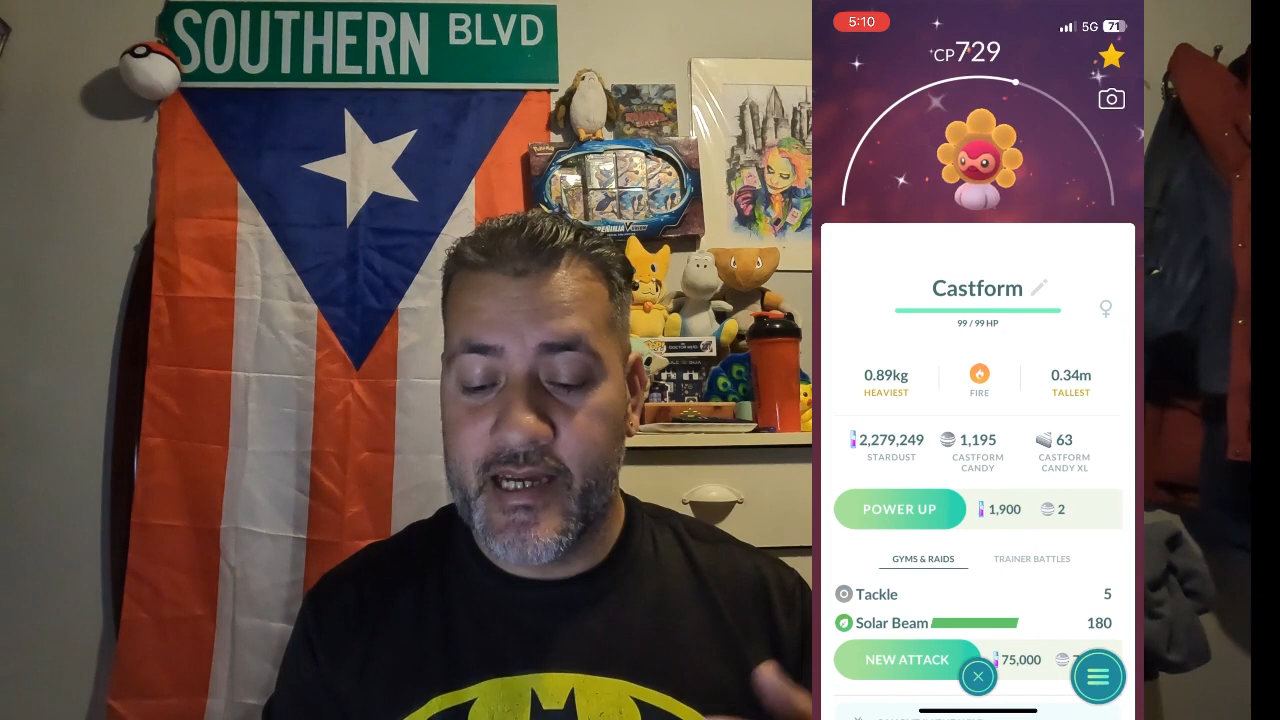 SOUTHERN BLVD
5:10
5G 71
CP729
Castform
99 / 99 HP
0.89kg
HEAVIEST
FIRE
0.34m
TALLEST
2,279,249
STARDUST
1,195
CASTFORM
CANDY
63
CASTFORM
CANDY XL
POWER UP 1,900 2
GYMS & RAIDS TRAINER BATTLES
Tackle 5
Solar Beam 180
NEW ATTACK 75,000